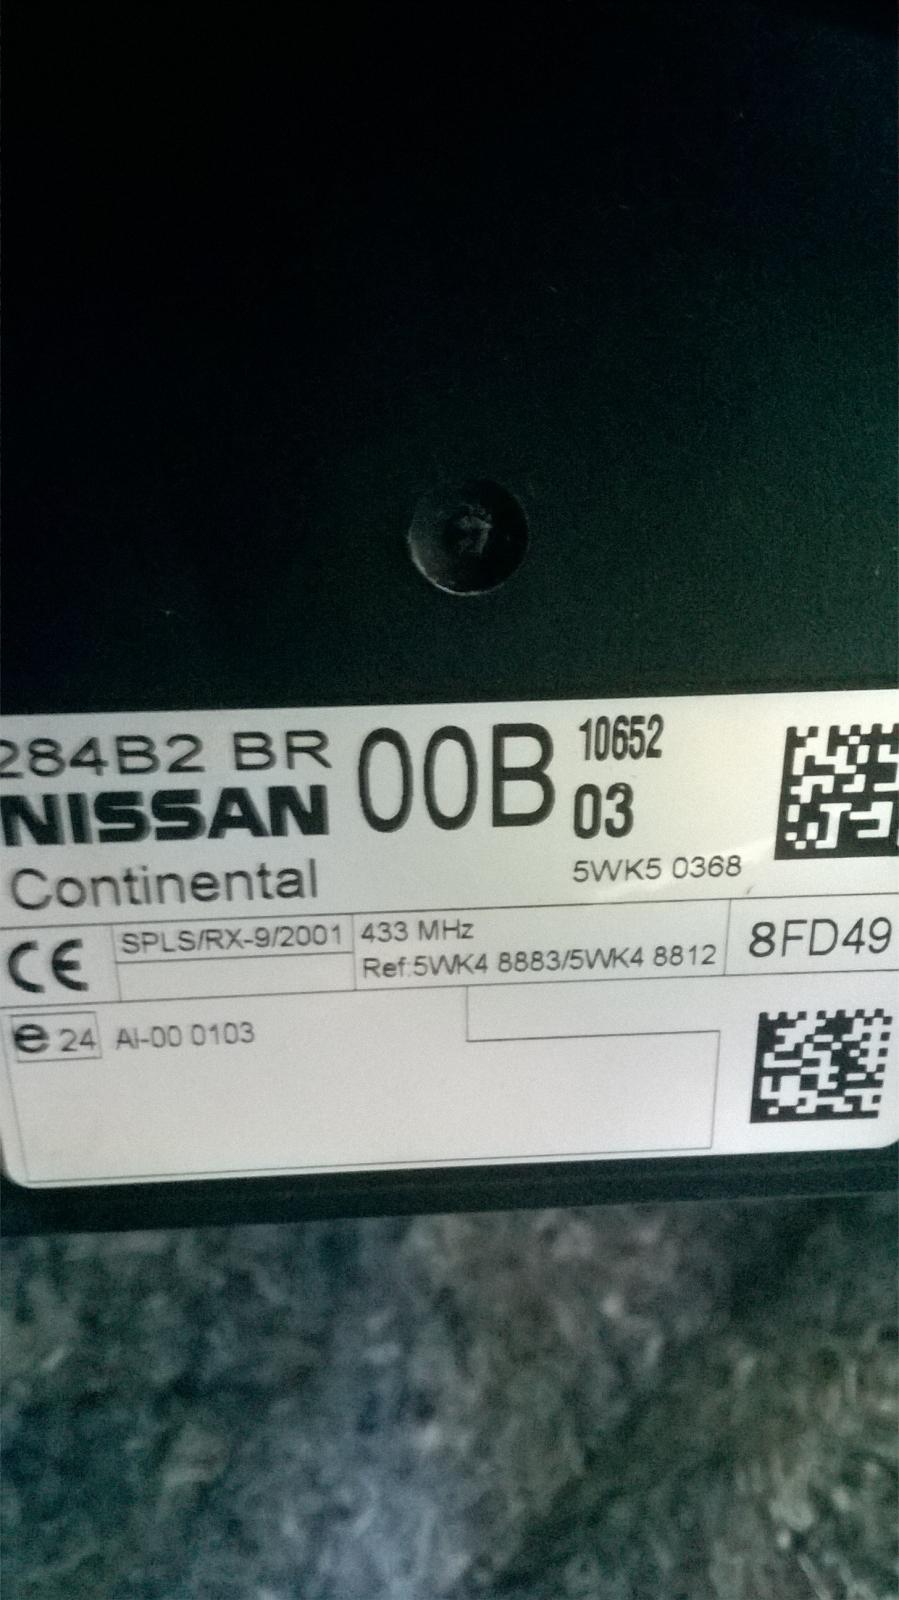 284B2 BR 00B 10652
NISSAN 03
Continental 5WK5 0368
CE SPLS/RX-9/2001 433 MHz 8FD49
Ref:5WK4 8883/5WK4 8812
e 24 AI-00 0103